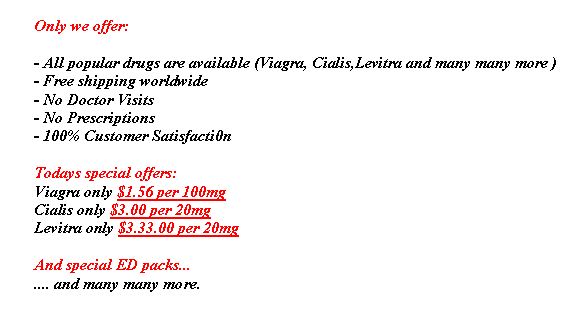 Only we offer:
- All popular drugs are available (Viagra, Cialis,Levitra and many many more )
- Free shipping worldwide
- No Doctor Visits
- No Prescriptions
- 100% Customer Satisfacti0n
Todays special offers:
Viagra only $1.56 per 100mg
Cialis only $3.00 per 20mg
Levitra only $3.33.00 per 20mg
And special ED packs...
.... and many many more.